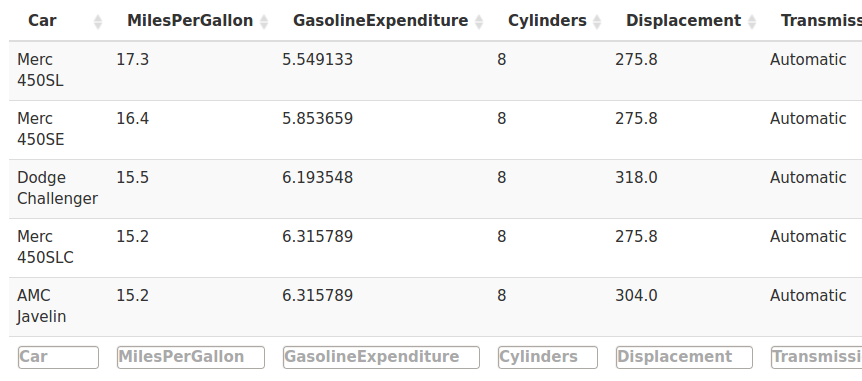 Car MilesPerGallon GasolineExpenditure Cylinders Displacement Transmiss
Merc 450SL 17.3 5.549133 8 275.8 Automatic
Merc 450SE 16.4 5.853659 8 275.8 Automatic
Dodge Challenger 15.5 6.193548 8 318.0 Automatic
Merc 450SLC 15.2 6.315789 8 275.8 Automatic
AMC Javelin 15.2 6.315789 8 304.0 Automatic
Car MilesPerGallon GasolineExpenditure Cylinders Displacement Transmissi